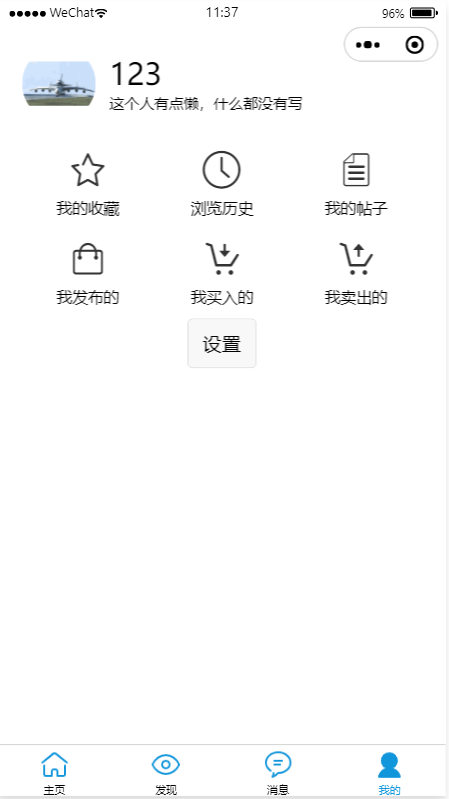 WeChat 11:37 96%
123
这个人有点懒，什么都没有写
我的收藏 浏览历史 我的帖子
我发布的 我买入的 我卖出的
设置
主页 发现 消息 我的